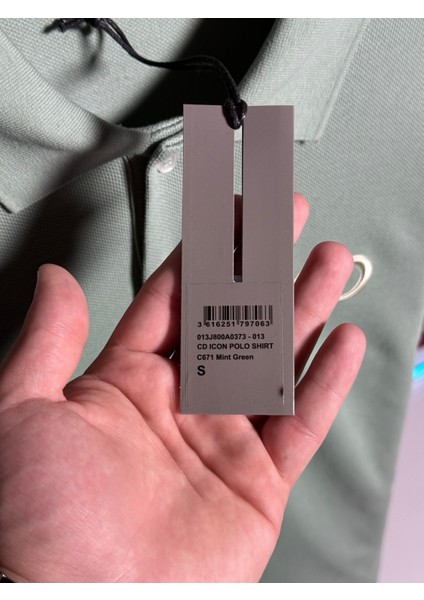 3 616251 797063
013J800A0373 - 013
CD ICON POLO SHIRT
C671 Mint Green
S